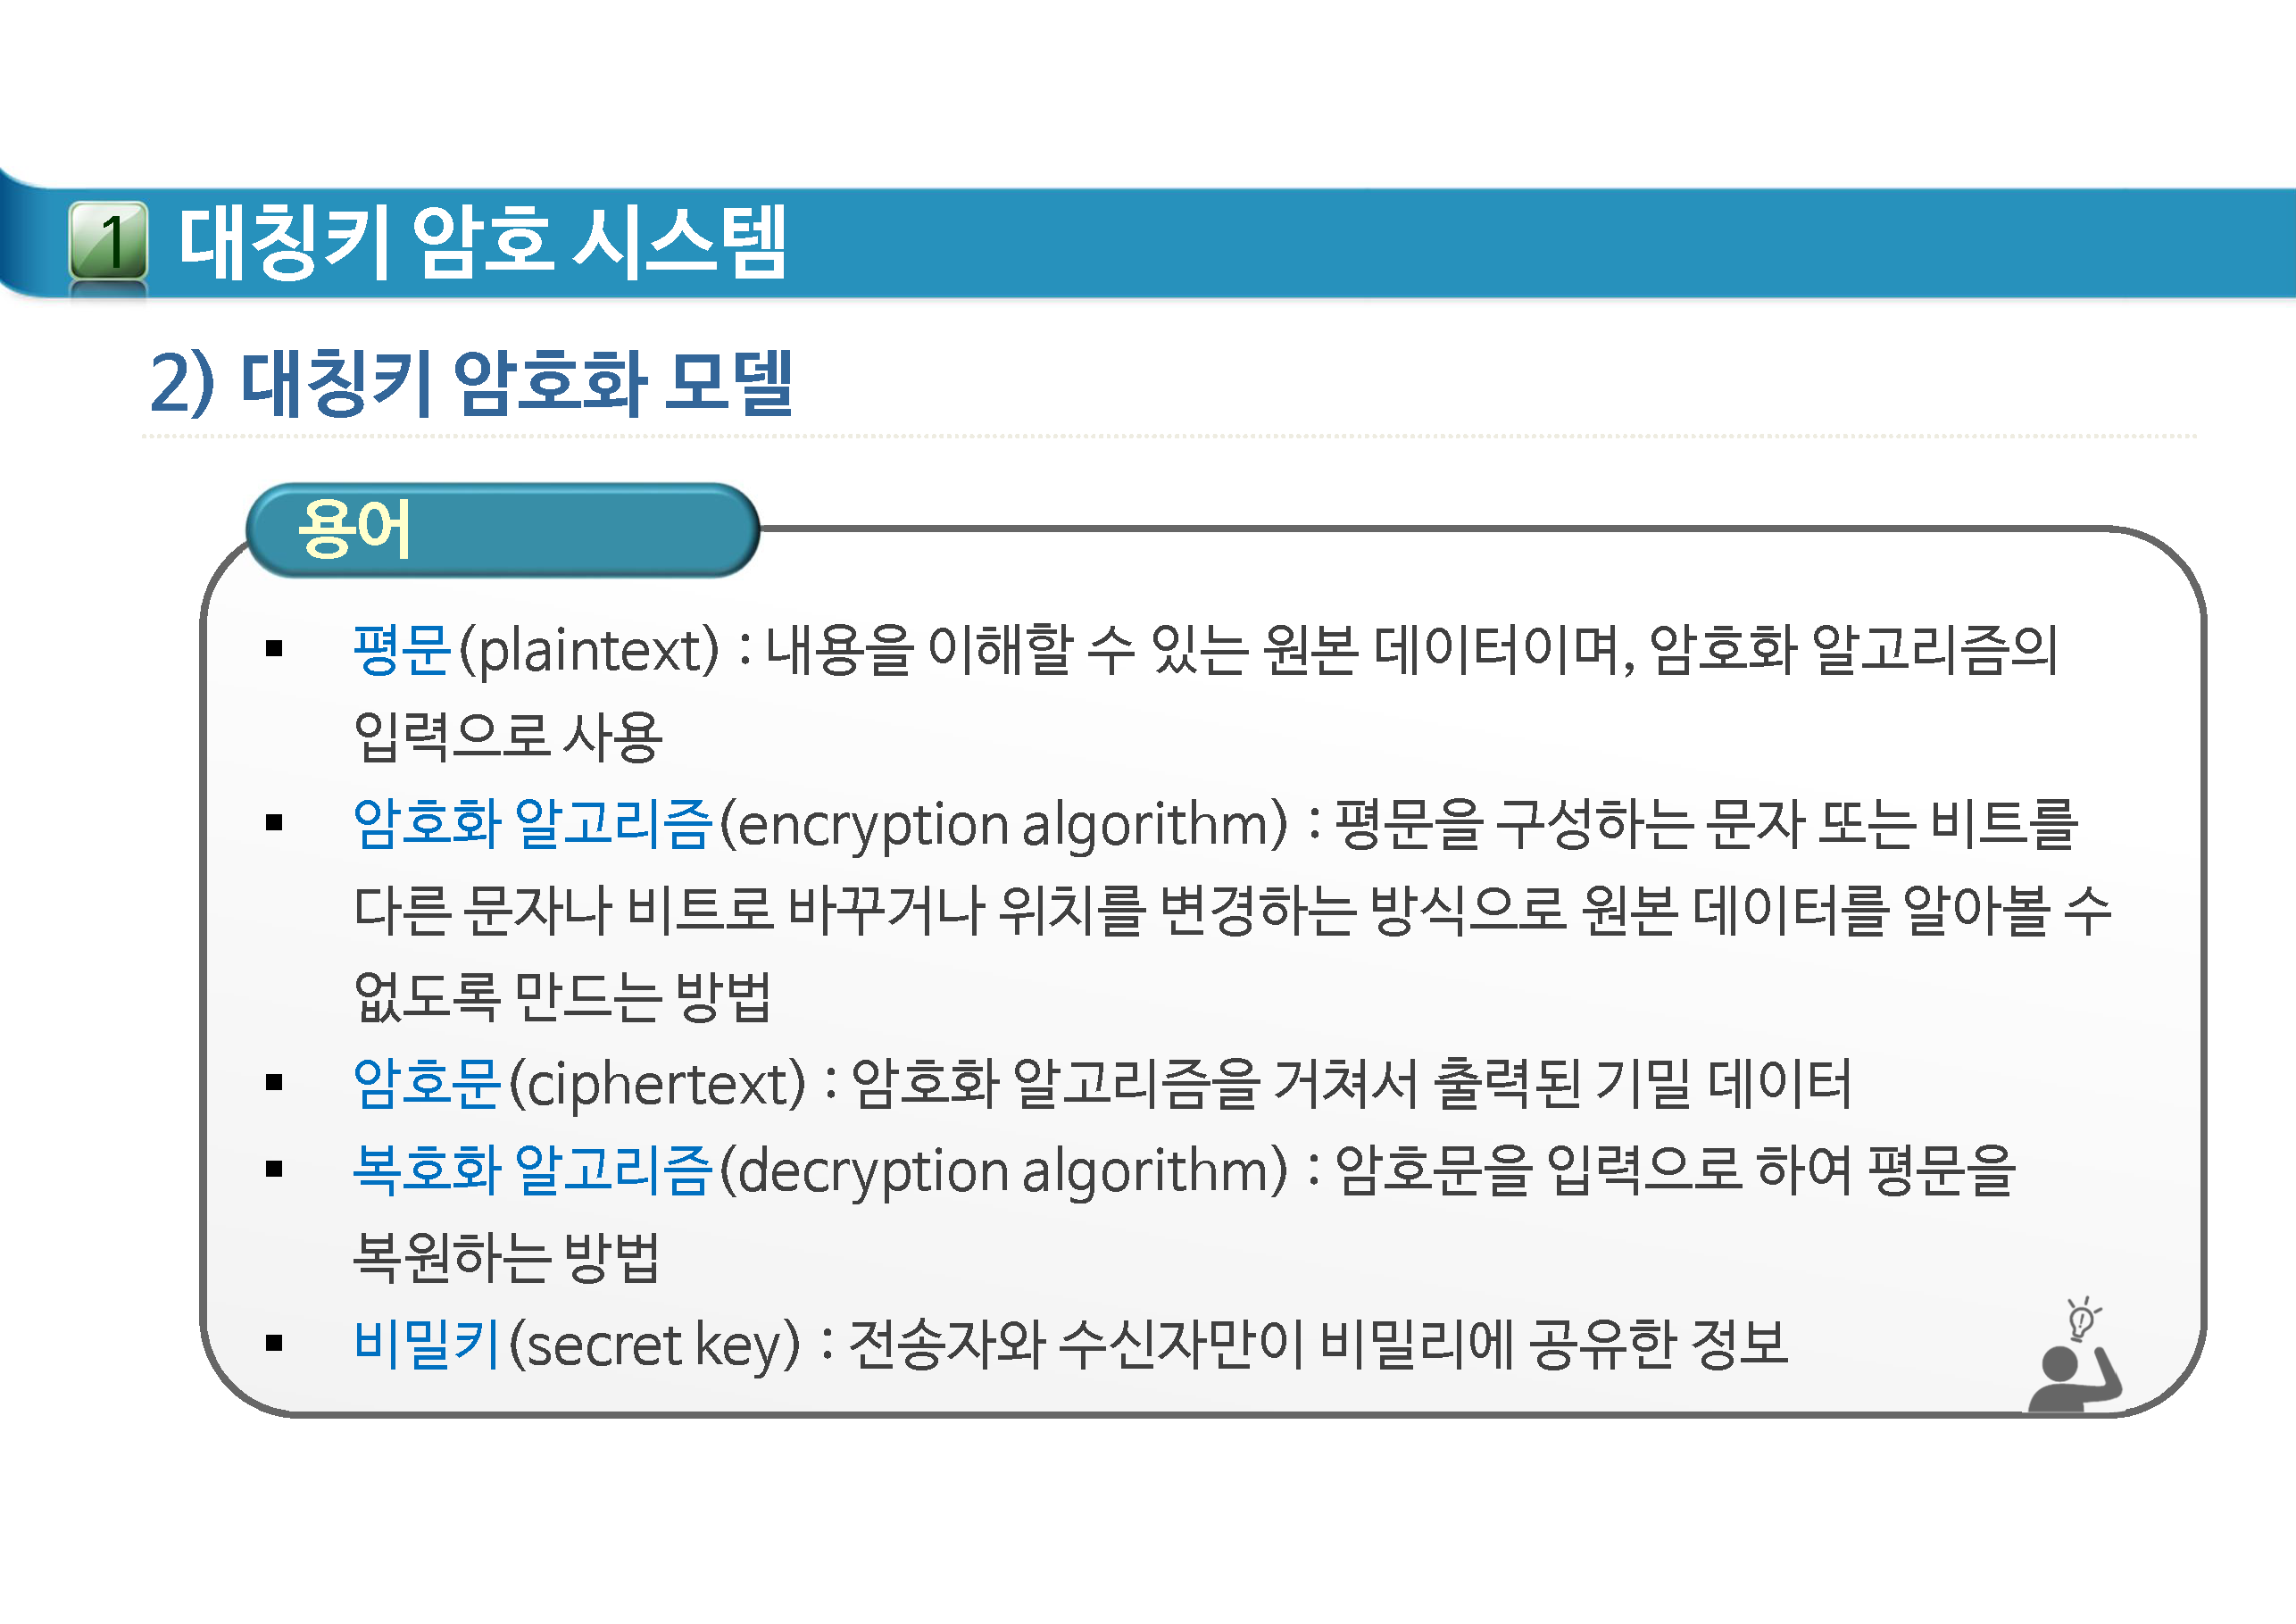 1 대칭키 암호 시스템
2) 대칭키 암호화 모델
용어
▪ 평문(plaintext) : 내용을 이해할 수 있는 원본 데이터이며, 암호화 알고리즘의
입력으로 사용
▪ 암호화 알고리즘(encryption algorithm) : 평문을 구성하는 문자 또는 비트를
다른 문자나 비트로 바꾸거나 위치를 변경하는 방식으로 원본 데이터를 알아볼 수
없도록 만드는 방법
▪ 암호문(ciphertext) : 암호화 알고리즘을 거쳐서 출력된 기밀 데이터
▪ 복호화 알고리즘(decryption algorithm) : 암호문을 입력으로 하여 평문을
복원하는 방법
▪ 비밀키(secret key) : 전송자와 수신자만이 비밀리에 공유한 정보